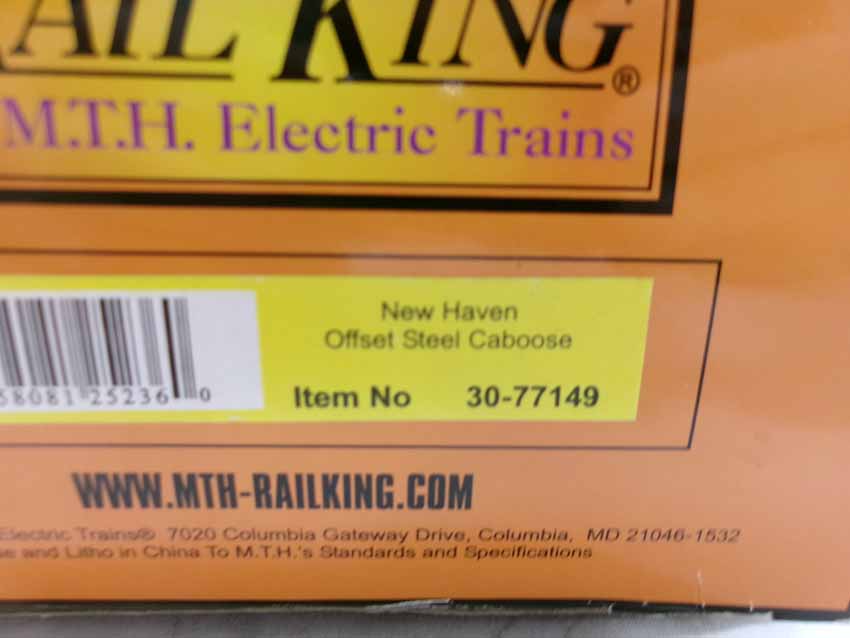 AIL KING®
M.T.H. Electric Trains
New Haven
Offset Steel Caboose
58081 25236 0
Item No 30-77149
WWW.MTH-RAILKING.COM
Electric Trains® 7020 Columbia Gateway Drive, Columbia, MD 21046-1532
se and Litho in China To M.T.H.'s Standards and Specifications